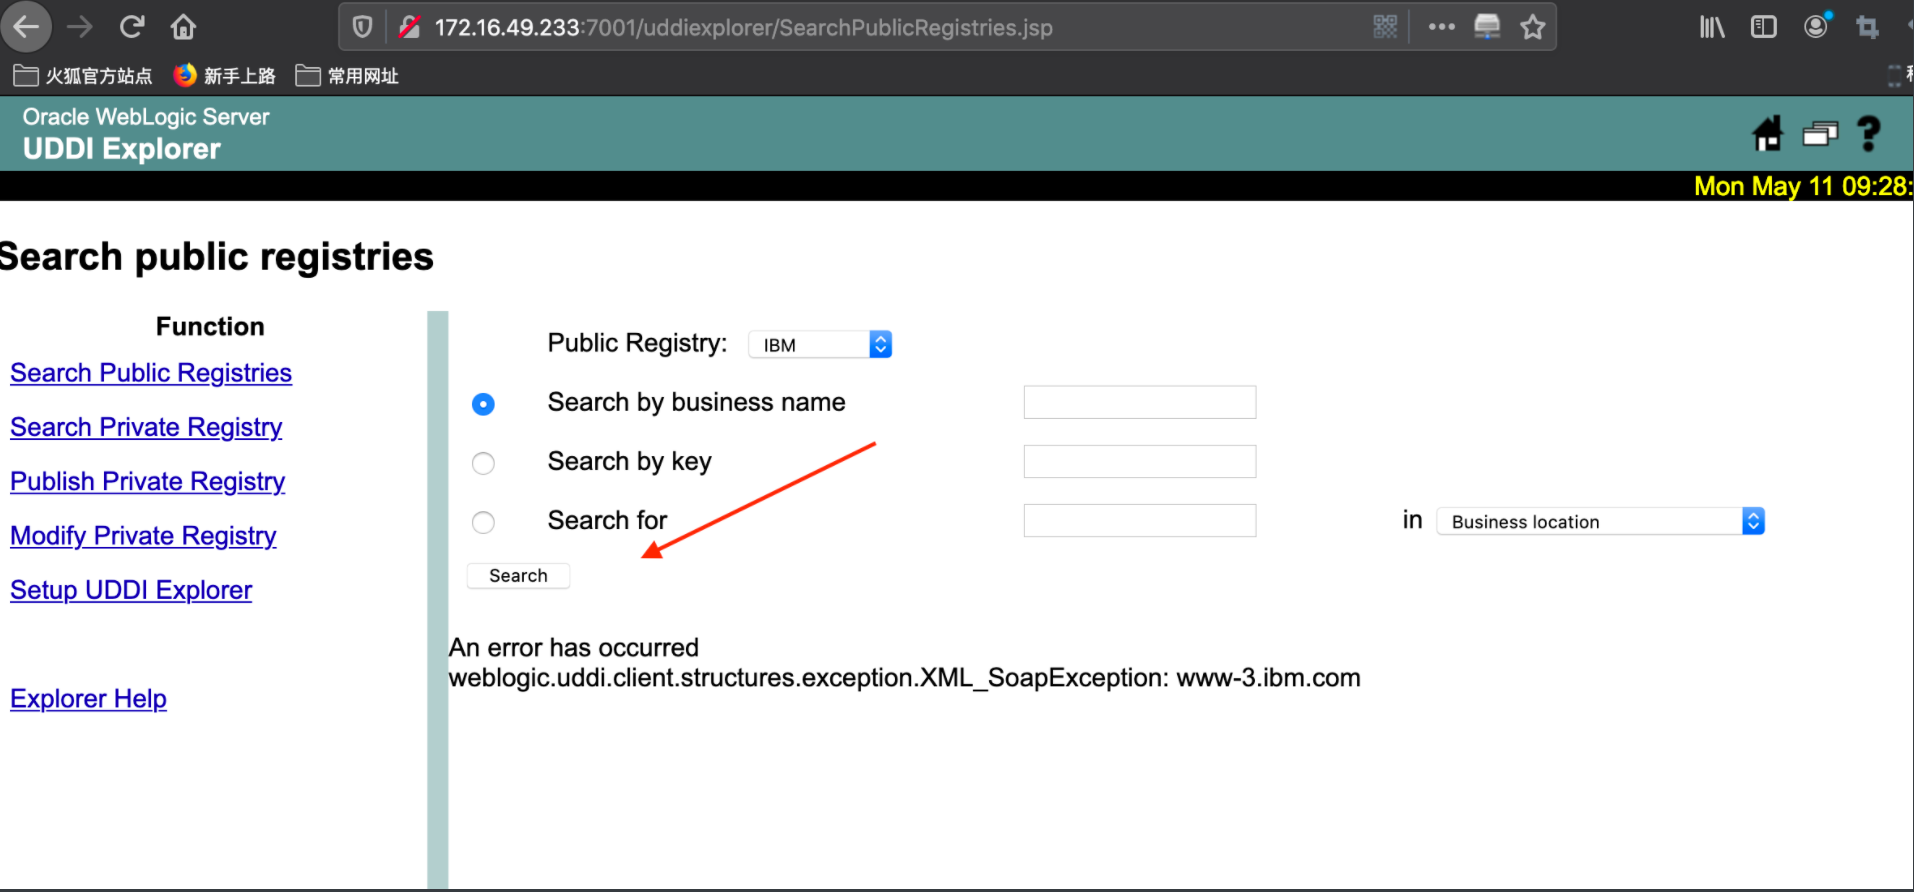 172.16.49.233:7001/uddiexplorer/SearchPublicRegistries.jsp
火狐官方站点 新手上路 常用网址
Oracle WebLogic Server
UDDI Explorer
Mon May 11 09:28:
Search public registries
Function
Search Public Registries
Search Private Registry
Publish Private Registry
Modify Private Registry
Setup UDDI Explorer
Explorer Help
Public Registry: IBM
Search by business name
Search by key
Search for in Business location
Search
An error has occurred
weblogic.uddi.client.structures.exception.XML_SoapException: www-3.ibm.com